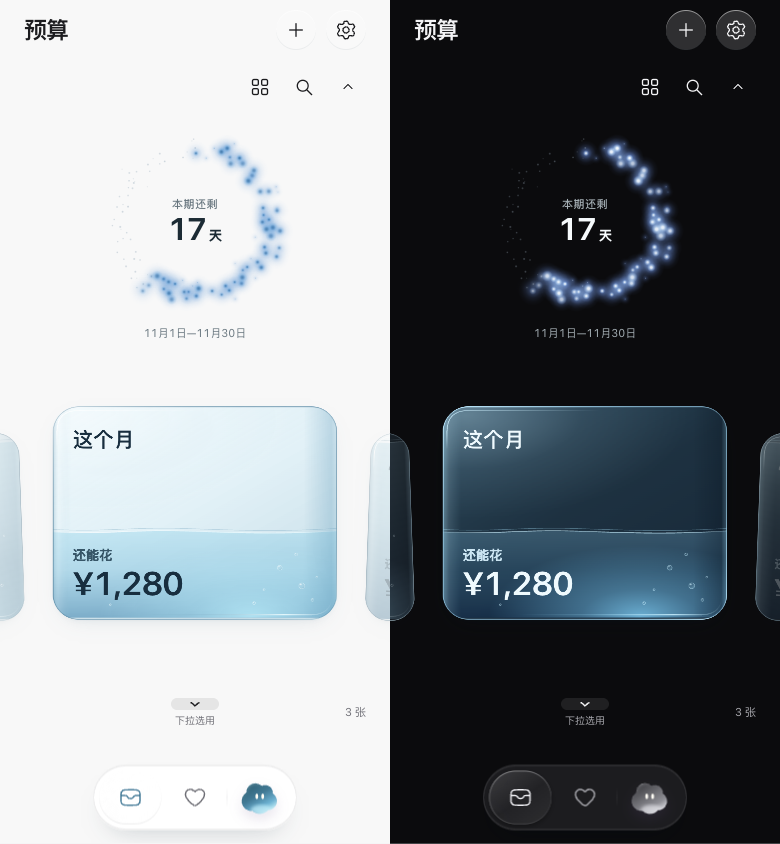 预算
本期还剩
17天
11月1日—11月30日
这个月
还能花
¥1,280
下拉选用
3 张
预算
本期还剩
17天
11月1日—11月30日
这个月
还能花
¥1,280
下拉选用
3 张